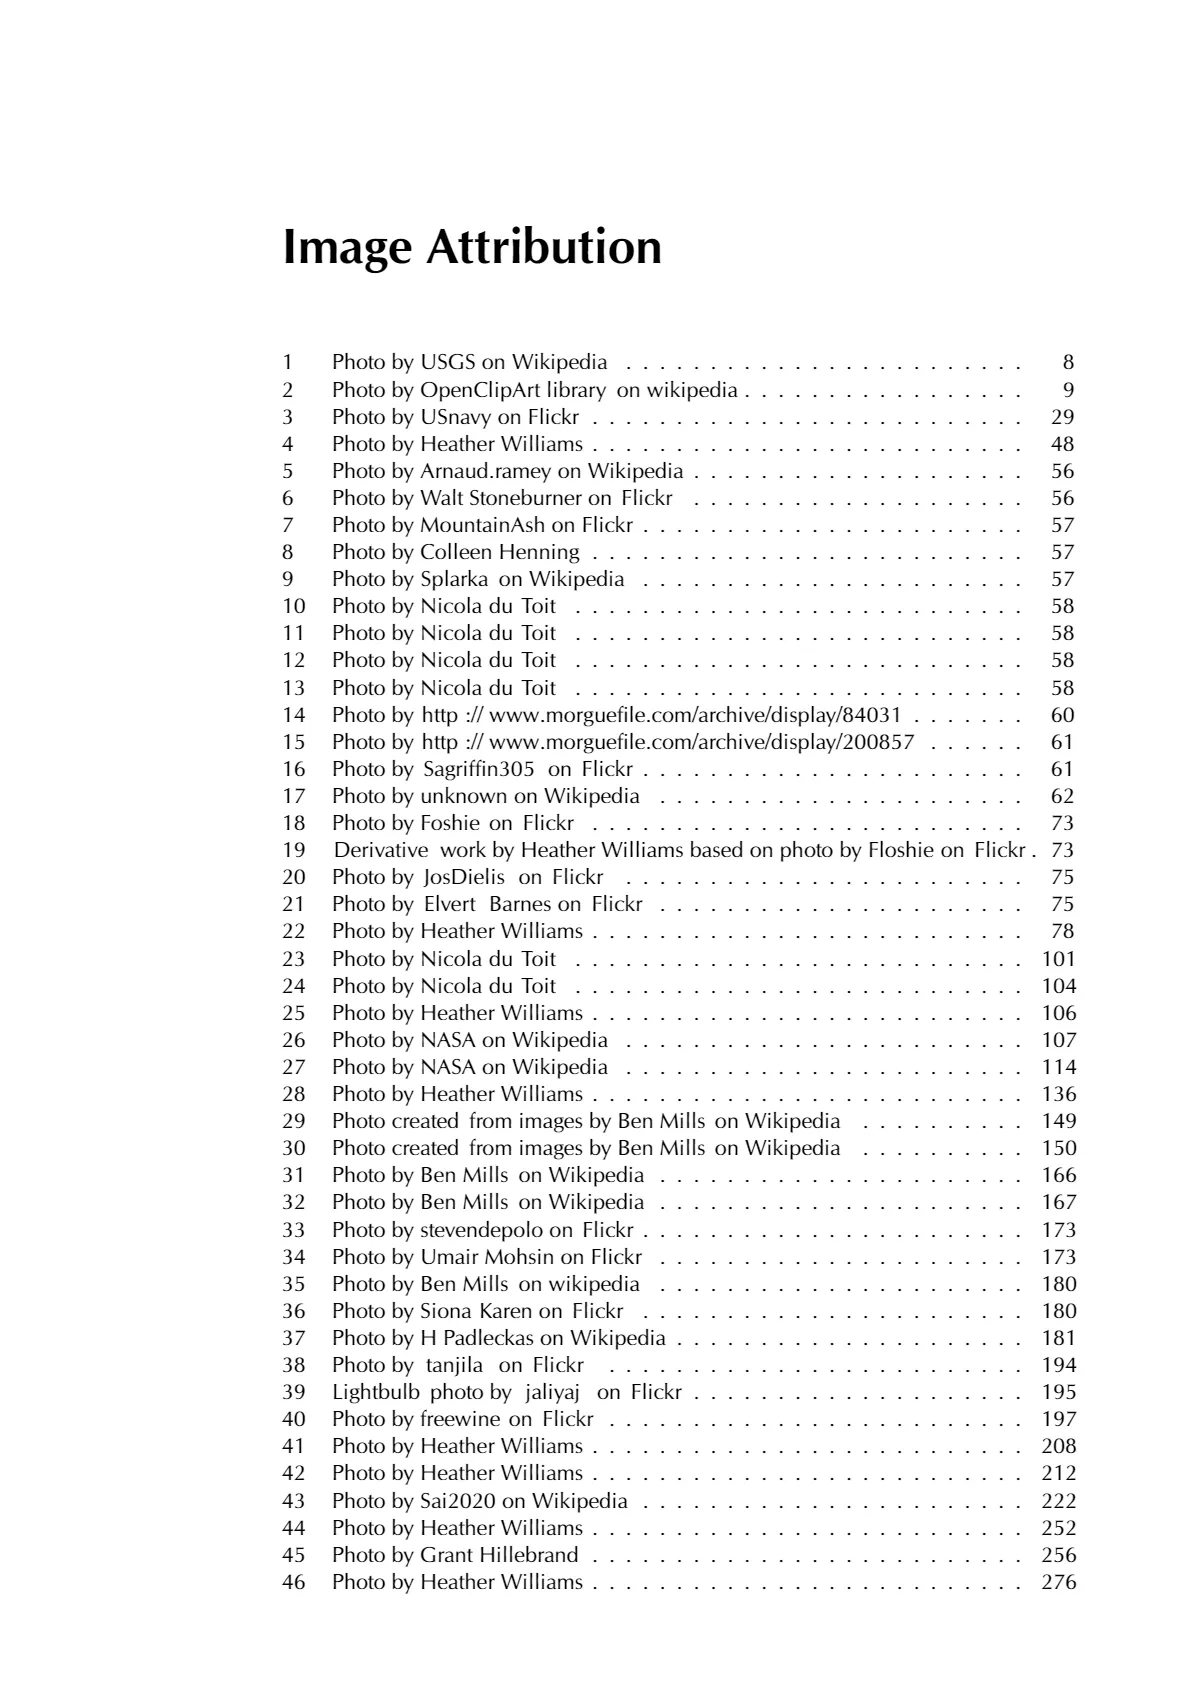 Image Attribution
1 Photo by USGS on Wikipedia . . . . . . . . . . . . . . . . . . . . . . . . 8
2 Photo by OpenClipArt library on wikipedia . . . . . . . . . . . . . . . . . 9
3 Photo by USnavy on Flickr . . . . . . . . . . . . . . . . . . . . . . . . . . 29
4 Photo by Heather Williams . . . . . . . . . . . . . . . . . . . . . . . . . . 48
5 Photo by Arnaud.ramey on Wikipedia . . . . . . . . . . . . . . . . . . . . 56
6 Photo by Walt Stoneburner on Flickr . . . . . . . . . . . . . . . . . . . . 56
7 Photo by MountainAsh on Flickr . . . . . . . . . . . . . . . . . . . . . . . 57
8 Photo by Colleen Henning . . . . . . . . . . . . . . . . . . . . . . . . . . 57
9 Photo by Splarka on Wikipedia . . . . . . . . . . . . . . . . . . . . . . . 57
10 Photo by Nicola du Toit . . . . . . . . . . . . . . . . . . . . . . . . . . . 58
11 Photo by Nicola du Toit . . . . . . . . . . . . . . . . . . . . . . . . . . . 58
12 Photo by Nicola du Toit . . . . . . . . . . . . . . . . . . . . . . . . . . . 58
13 Photo by Nicola du Toit . . . . . . . . . . . . . . . . . . . . . . . . . . . 58
14 Photo by http :// www.morguefile.com/archive/display/84031 . . . . . . . 60
15 Photo by http :// www.morguefile.com/archive/display/200857 . . . . . . 61
16 Photo by Sagriffin305 on Flickr . . . . . . . . . . . . . . . . . . . . . . . 61
17 Photo by unknown on Wikipedia . . . . . . . . . . . . . . . . . . . . . . 62
18 Photo by Foshie on Flickr . . . . . . . . . . . . . . . . . . . . . . . . . . 73
19 Derivative work by Heather Williams based on photo by Floshie on Flickr . 73
20 Photo by JosDielis on Flickr . . . . . . . . . . . . . . . . . . . . . . . . 75
21 Photo by Elvert Barnes on Flickr . . . . . . . . . . . . . . . . . . . . . . 75
22 Photo by Heather Williams . . . . . . . . . . . . . . . . . . . . . . . . . . 78
23 Photo by Nicola du Toit . . . . . . . . . . . . . . . . . . . . . . . . . . . 101
24 Photo by Nicola du Toit . . . . . . . . . . . . . . . . . . . . . . . . . . . 104
25 Photo by Heather Williams . . . . . . . . . . . . . . . . . . . . . . . . . . 106
26 Photo by NASA on Wikipedia . . . . . . . . . . . . . . . . . . . . . . . . 107
27 Photo by NASA on Wikipedia . . . . . . . . . . . . . . . . . . . . . . . . 114
28 Photo by Heather Williams . . . . . . . . . . . . . . . . . . . . . . . . . . 136
29 Photo created from images by Ben Mills on Wikipedia . . . . . . . . . . 149
30 Photo created from images by Ben Mills on Wikipedia . . . . . . . . . . 150
31 Photo by Ben Mills on Wikipedia . . . . . . . . . . . . . . . . . . . . . . 166
32 Photo by Ben Mills on Wikipedia . . . . . . . . . . . . . . . . . . . . . . 167
33 Photo by stevendepolo on Flickr . . . . . . . . . . . . . . . . . . . . . . . 173
34 Photo by Umair Mohsin on Flickr . . . . . . . . . . . . . . . . . . . . . . 173
35 Photo by Ben Mills on wikipedia . . . . . . . . . . . . . . . . . . . . . . 180
36 Photo by Siona Karen on Flickr . . . . . . . . . . . . . . . . . . . . . . . 180
37 Photo by H Padleckas on Wikipedia . . . . . . . . . . . . . . . . . . . . . 181
38 Photo by tanjila on Flickr . . . . . . . . . . . . . . . . . . . . . . . . . 194
39 Lightbulb photo by jaliyaj on Flickr . . . . . . . . . . . . . . . . . . . . 195
40 Photo by freewine on Flickr . . . . . . . . . . . . . . . . . . . . . . . . . 197
41 Photo by Heather Williams . . . . . . . . . . . . . . . . . . . . . . . . . . 208
42 Photo by Heather Williams . . . . . . . . . . . . . . . . . . . . . . . . . . 212
43 Photo by Sai2020 on Wikipedia . . . . . . . . . . . . . . . . . . . . . . . 222
44 Photo by Heather Williams . . . . . . . . . . . . . . . . . . . . . . . . . . 252
45 Photo by Grant Hillebrand . . . . . . . . . . . . . . . . . . . . . . . . . . 256
46 Photo by Heather Williams . . . . . . . . . . . . . . . . . . . . . . . . . . 276